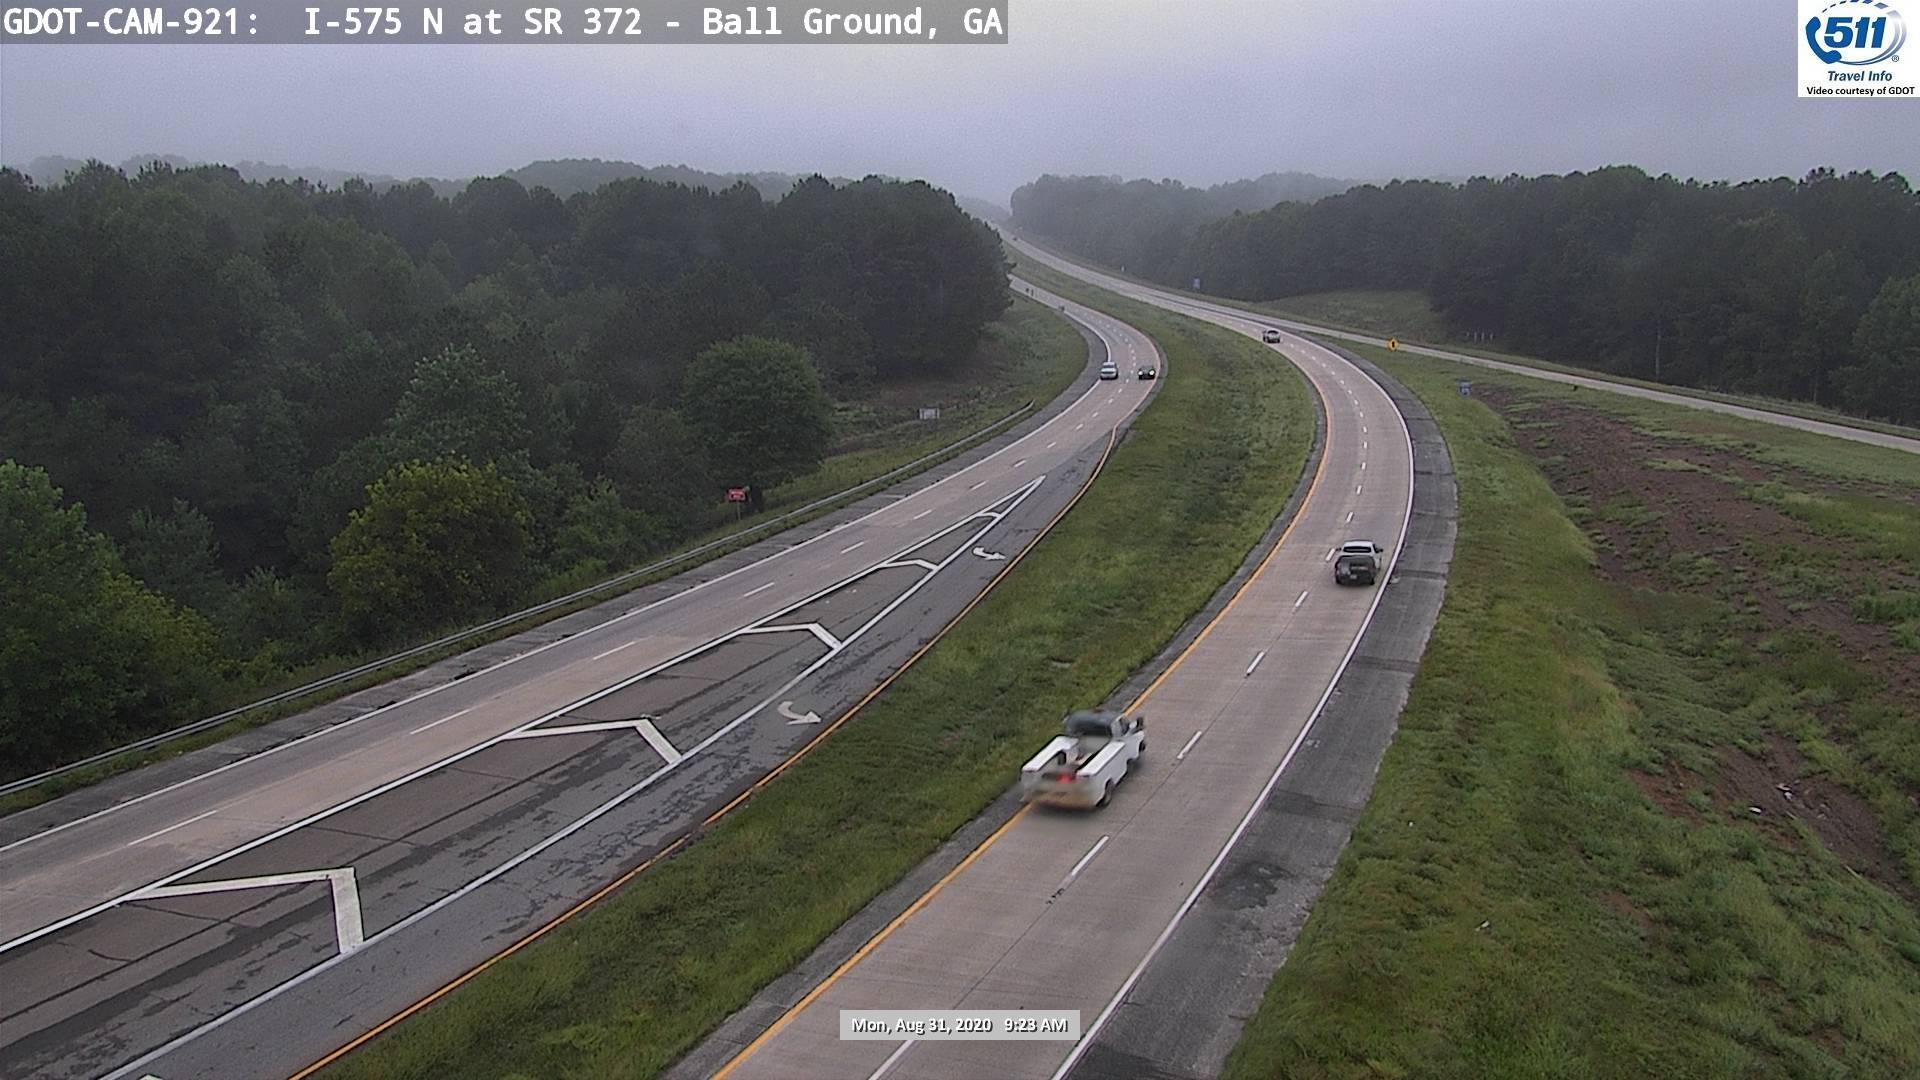 GDOT-CAM-921: I-575 N at SR 372 - Ball Ground, GA
511®
Travel Info
Video courtesy of GDOT
Mon, Aug 31, 2020 9:23 AM